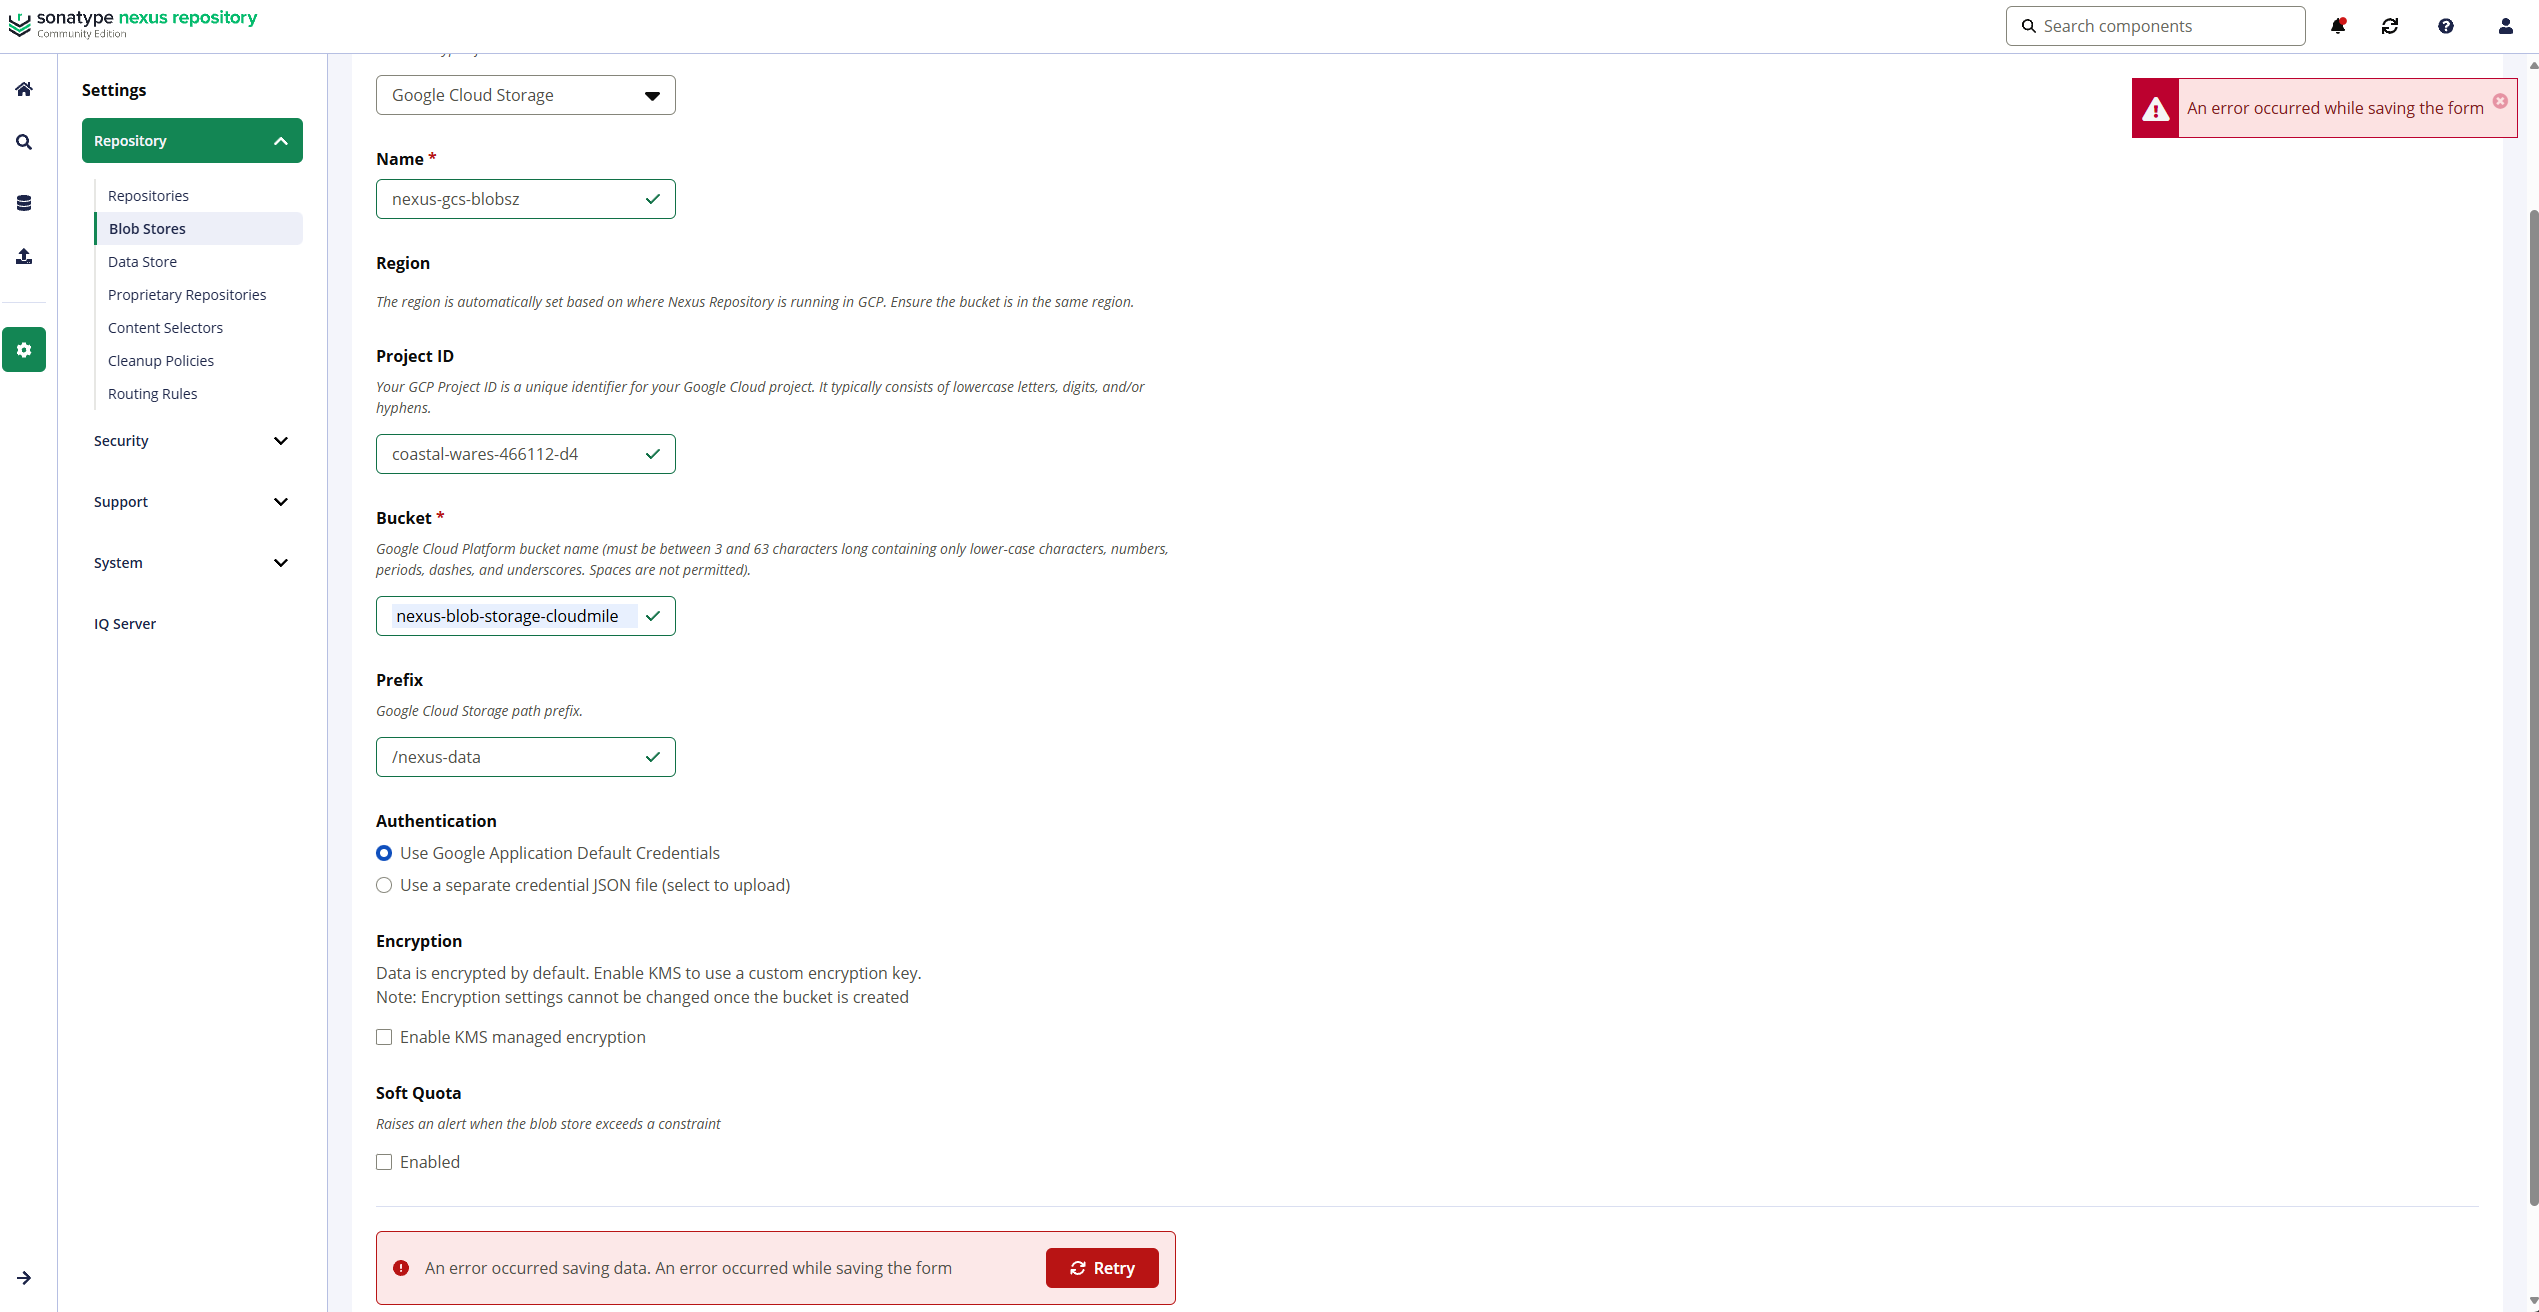 sonatype nexus repository
Community Edition
Search components
Settings
Repository
Repositories
Blob Stores
Data Store
Proprietary Repositories
Content Selectors
Cleanup Policies
Routing Rules
Security
Support
System
IQ Server
An error occurred while saving the form
Google Cloud Storage
Name *
nexus-gcs-blobsz
Region
The region is automatically set based on where Nexus Repository is running in GCP. Ensure the bucket is in the same region.
Project ID
Your GCP Project ID is a unique identifier for your Google Cloud project. It typically consists of lowercase letters, digits, and/or
hyphens.
coastal-wares-466112-d4
Bucket *
Google Cloud Platform bucket name (must be between 3 and 63 characters long containing only lower-case characters, numbers,
periods, dashes, and underscores. Spaces are not permitted).
nexus-blob-storage-cloudmile
Prefix
Google Cloud Storage path prefix.
/nexus-data
Authentication
Use Google Application Default Credentials
Use a separate credential JSON file (select to upload)
Encryption
Data is encrypted by default. Enable KMS to use a custom encryption key.
Note: Encryption settings cannot be changed once the bucket is created
Enable KMS managed encryption
Soft Quota
Raises an alert when the blob store exceeds a constraint
Enabled
An error occurred saving data. An error occurred while saving the form
Retry